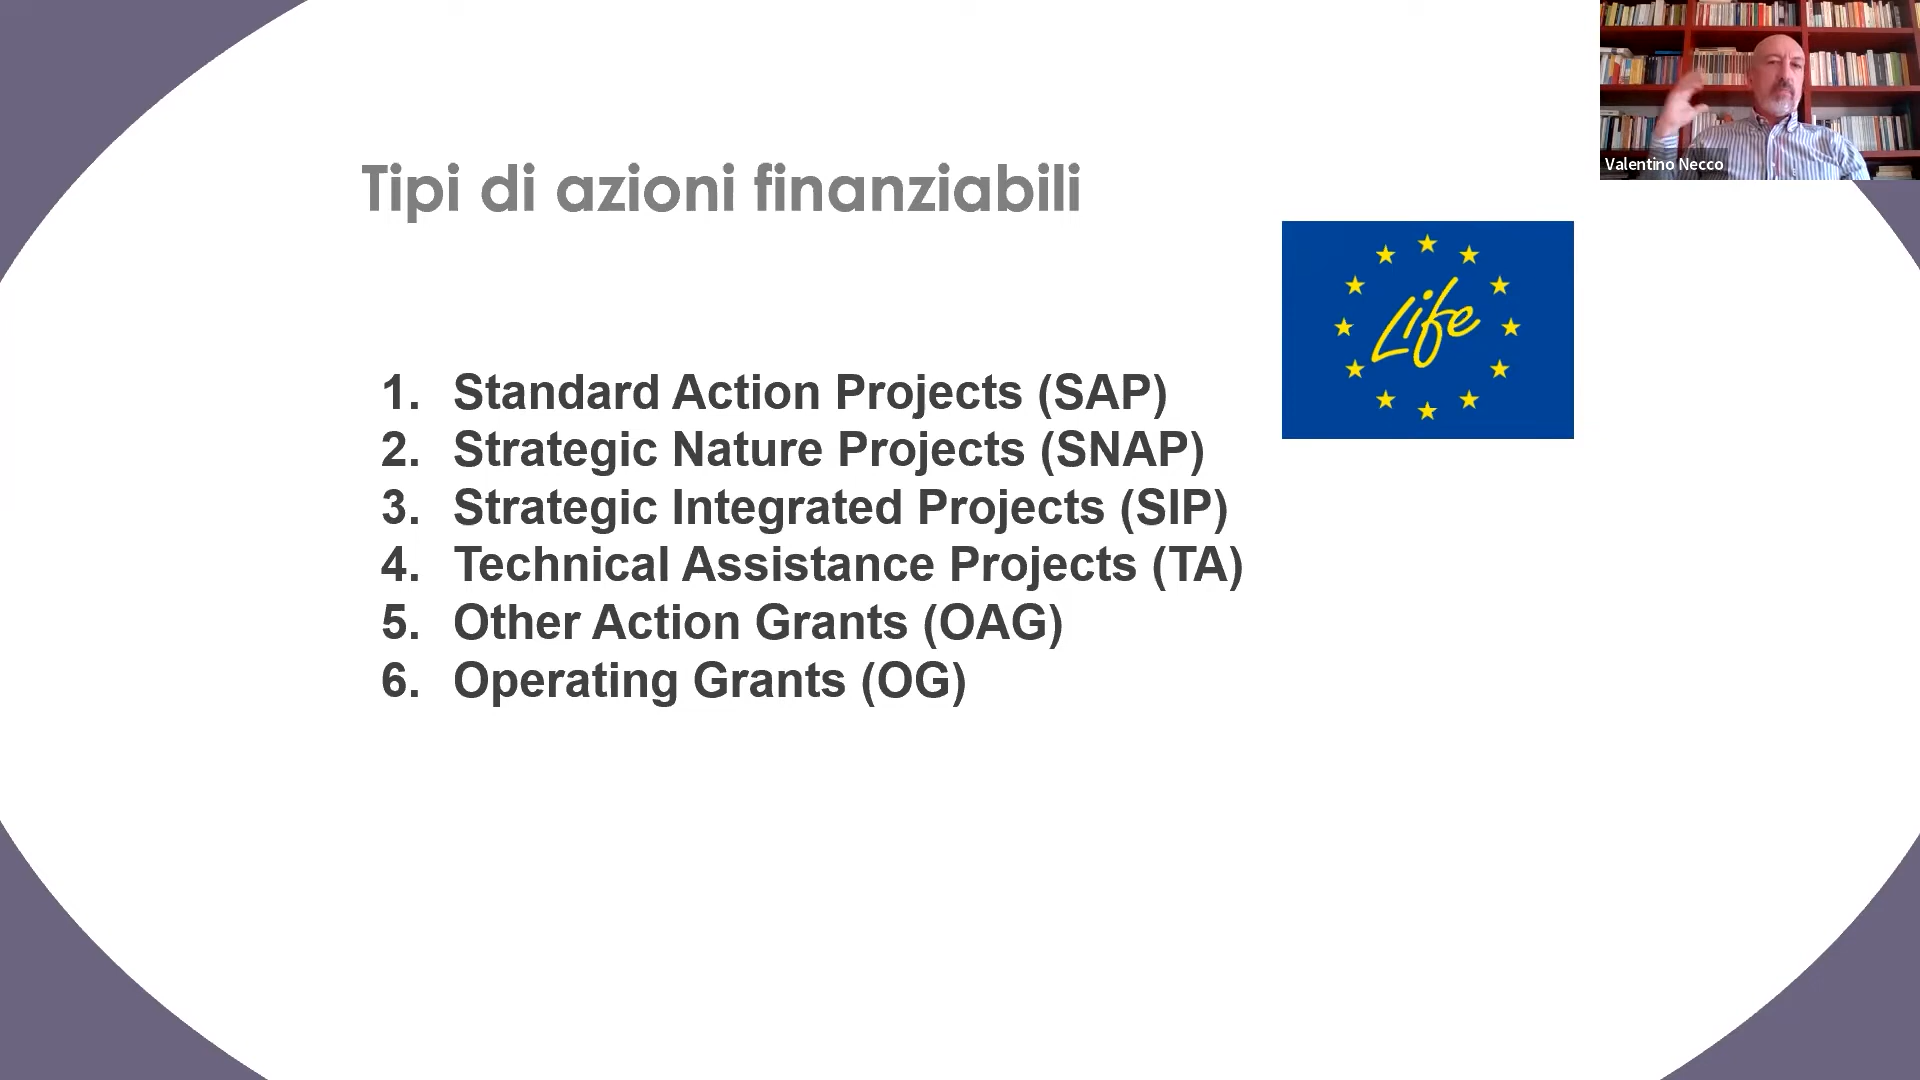 Valentino Necco
Tipi di azioni finanziabili
Life
1. Standard Action Projects (SAP)
2. Strategic Nature Projects (SNAP)
3. Strategic Integrated Projects (SIP)
4. Technical Assistance Projects (TA)
5. Other Action Grants (OAG)
6. Operating Grants (OG)